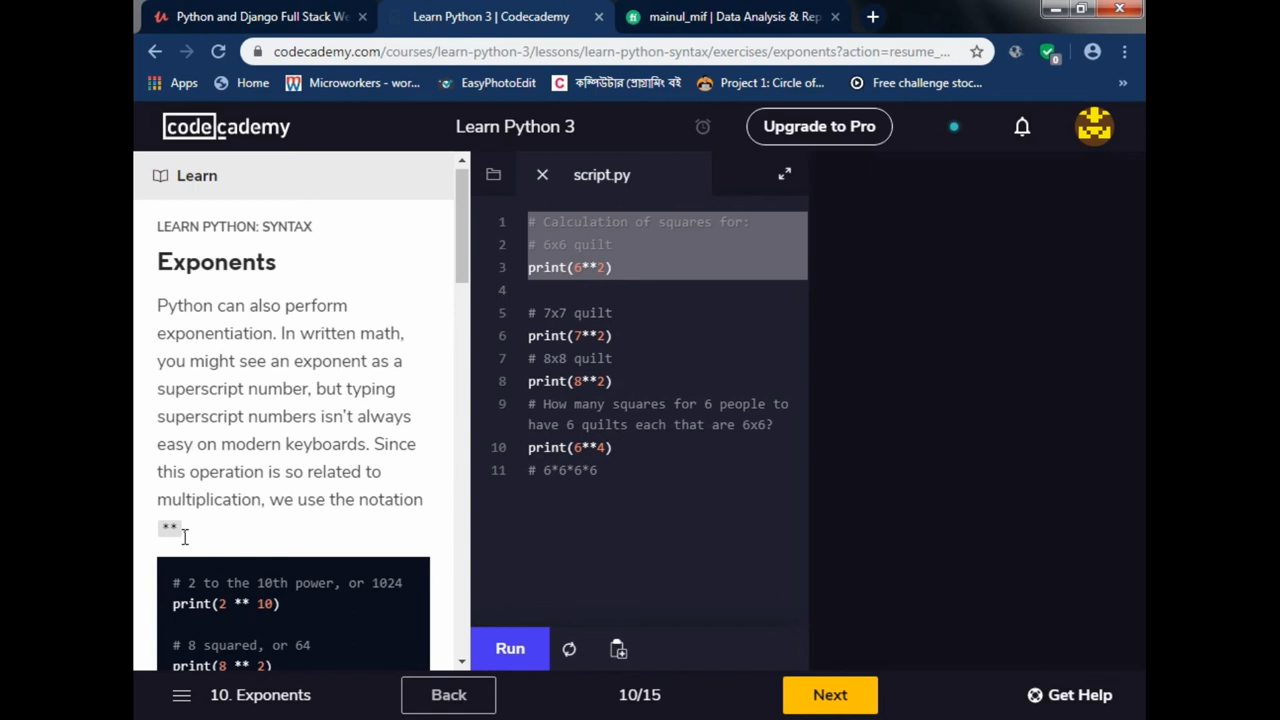 Python and Django Full Stack We
Learn Python 3 | Codecademy
mainul_mif | Data Analysis & Rep
codecademy.com/courses/learn-python-3/lessons/learn-python-syntax/exercises/exponents?action=resume_...
0
Apps
Home
Microworkers - wor...
EasyPhotoEdit
C
কম্পিউটার প্রোগ্রামিং বই
Project 1: Circle of...
Free challenge stoc...
»
codecademy
Learn Python 3
Upgrade to Pro
Learn
script.py
LEARN PYTHON: SYNTAX
Exponents
Python can also perform
exponentiation. In written math,
you might see an exponent as a
superscript number, but typing
superscript numbers isn't always
easy on modern keyboards. Since
this operation is so related to
multiplication, we use the notation
**
# 2 to the 10th power, or 1024
print(2 ** 10)
# 8 squared, or 64
print(8 ** 2)
1 # Calculation of squares for:
2 # 6x6 quilt
3 print(6**2)
4
5 # 7x7 quilt
6 print(7**2)
7 # 8x8 quilt
8 print(8**2)
9 # How many squares for 6 people to
have 6 quilts each that are 6x6?
10 print(6**4)
11 # 6*6*6*6
Run
10. Exponents
Back
10/15
Next
Get Help